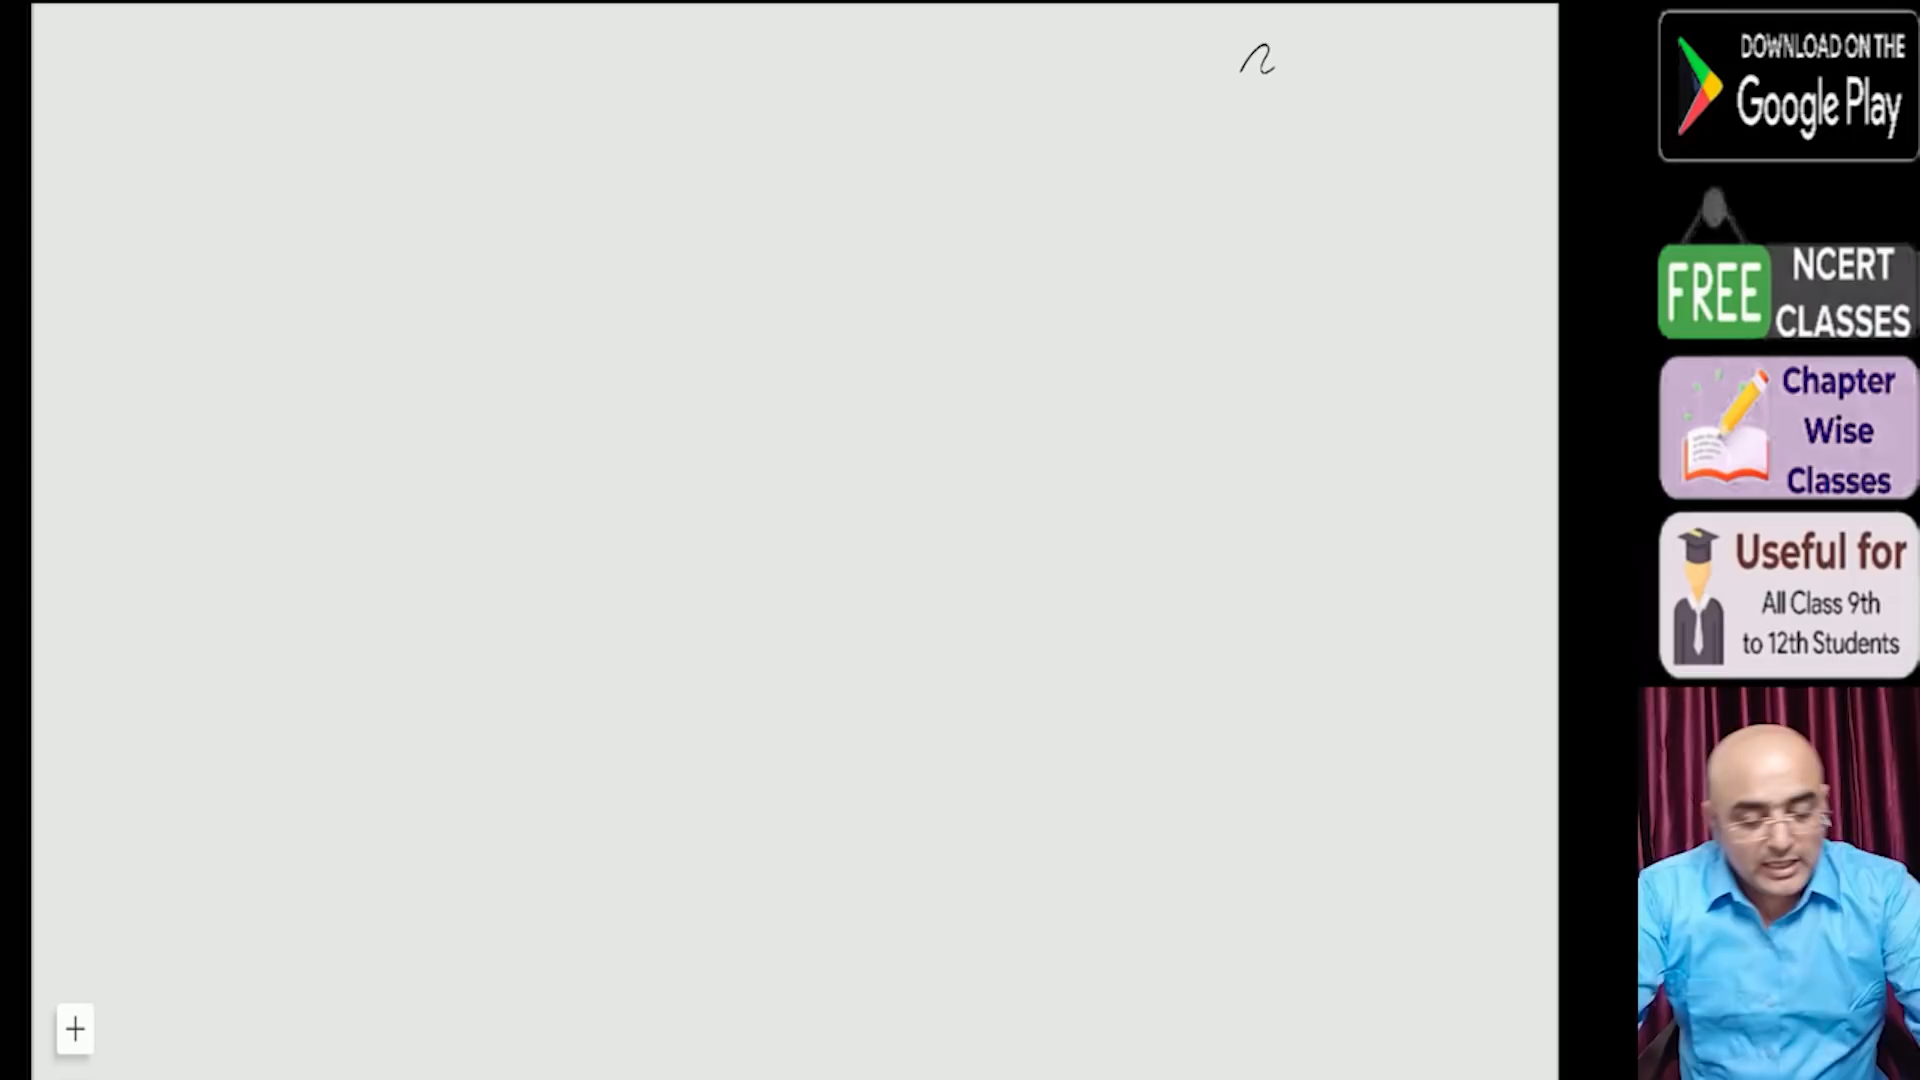 DOWNLOAD ON THE
Google Play
FREE
NCERT
CLASSES
Chapter
Wise
Classes
Useful for
All Class 9th
to 12th Students
+